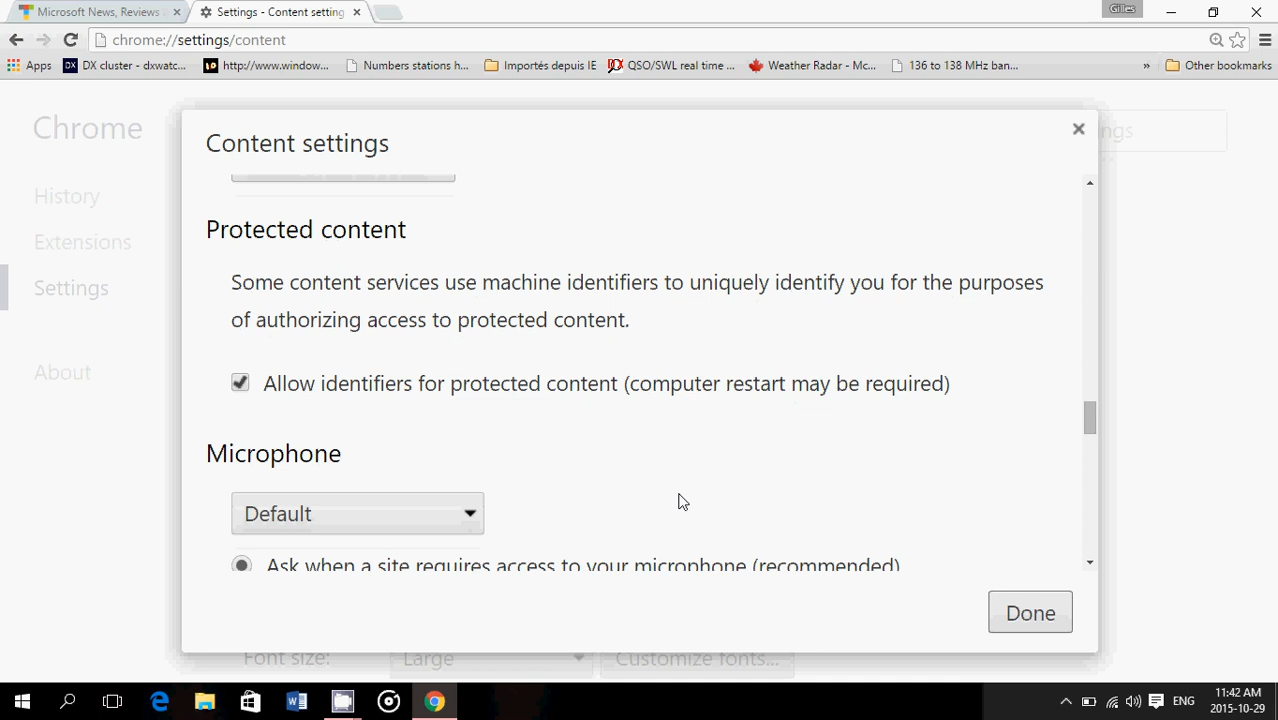 Microsoft News, Reviews
Settings - Content setting
Gilles
chrome://settings/content
Apps
DX cluster - dxwatc...
http://www.window...
Numbers stations h...
Importés depuis IE
QSO/SWL real time ...
Weather Radar - Mc...
136 to 138 MHz ban...
»
Other bookmarks
Chrome
ngs
History
Extensions
Settings
About
Content settings
Protected content
Some content services use machine identifiers to uniquely identify you for the purposes
of authorizing access to protected content.
Allow identifiers for protected content (computer restart may be required)
Microphone
Default
Ask when a site requires access to your microphone (recommended)
Done
Font size:
Large
Customize fonts...
ENG
11:42 AM
2015-10-29